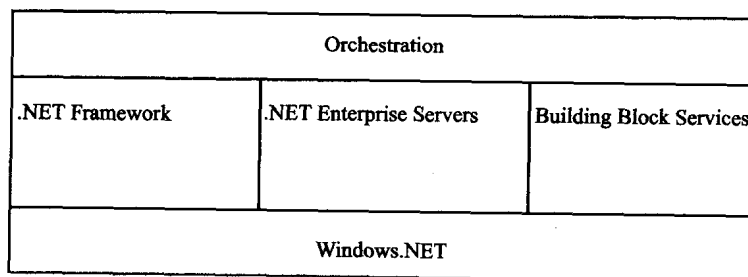 Orchestration
.NET Framework
.NET Enterprise Servers
Building Block Services
Windows.NET